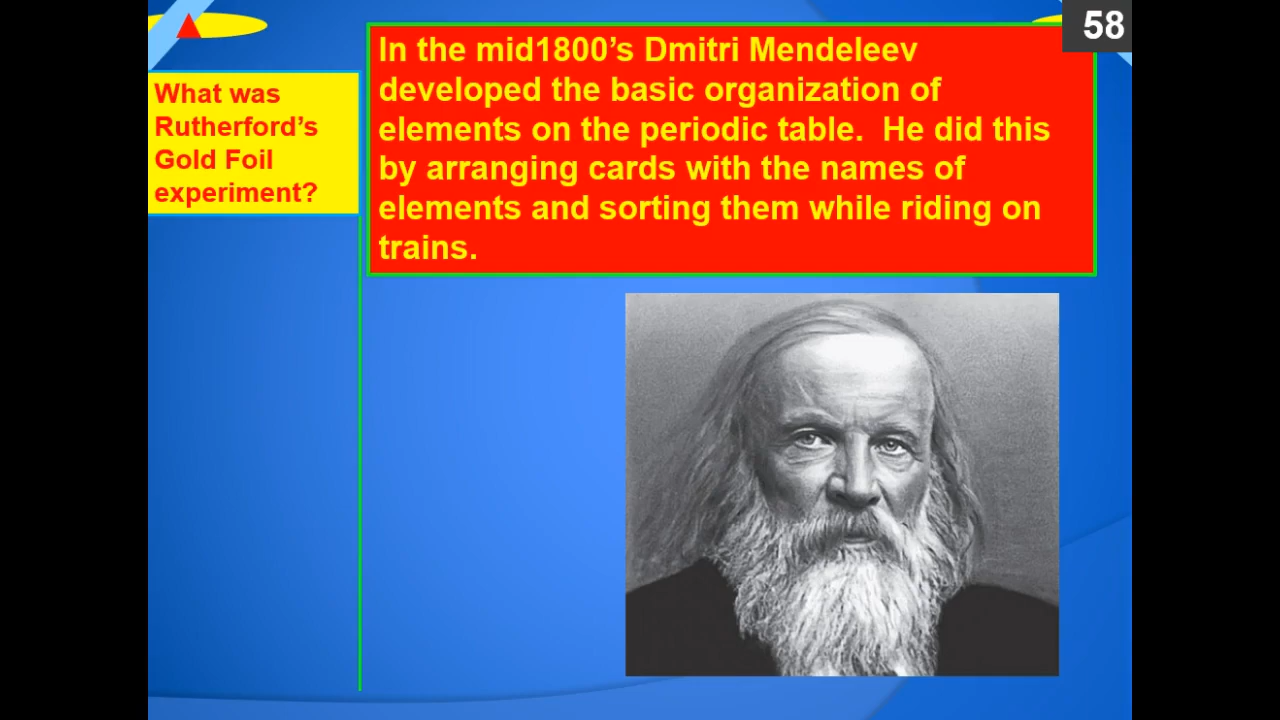 58
What was
Rutherford's
Gold Foil
experiment?
In the mid1800's Dmitri Mendeleev
developed the basic organization of
elements on the periodic table.  He did this
by arranging cards with the names of
elements and sorting them while riding on
trains.